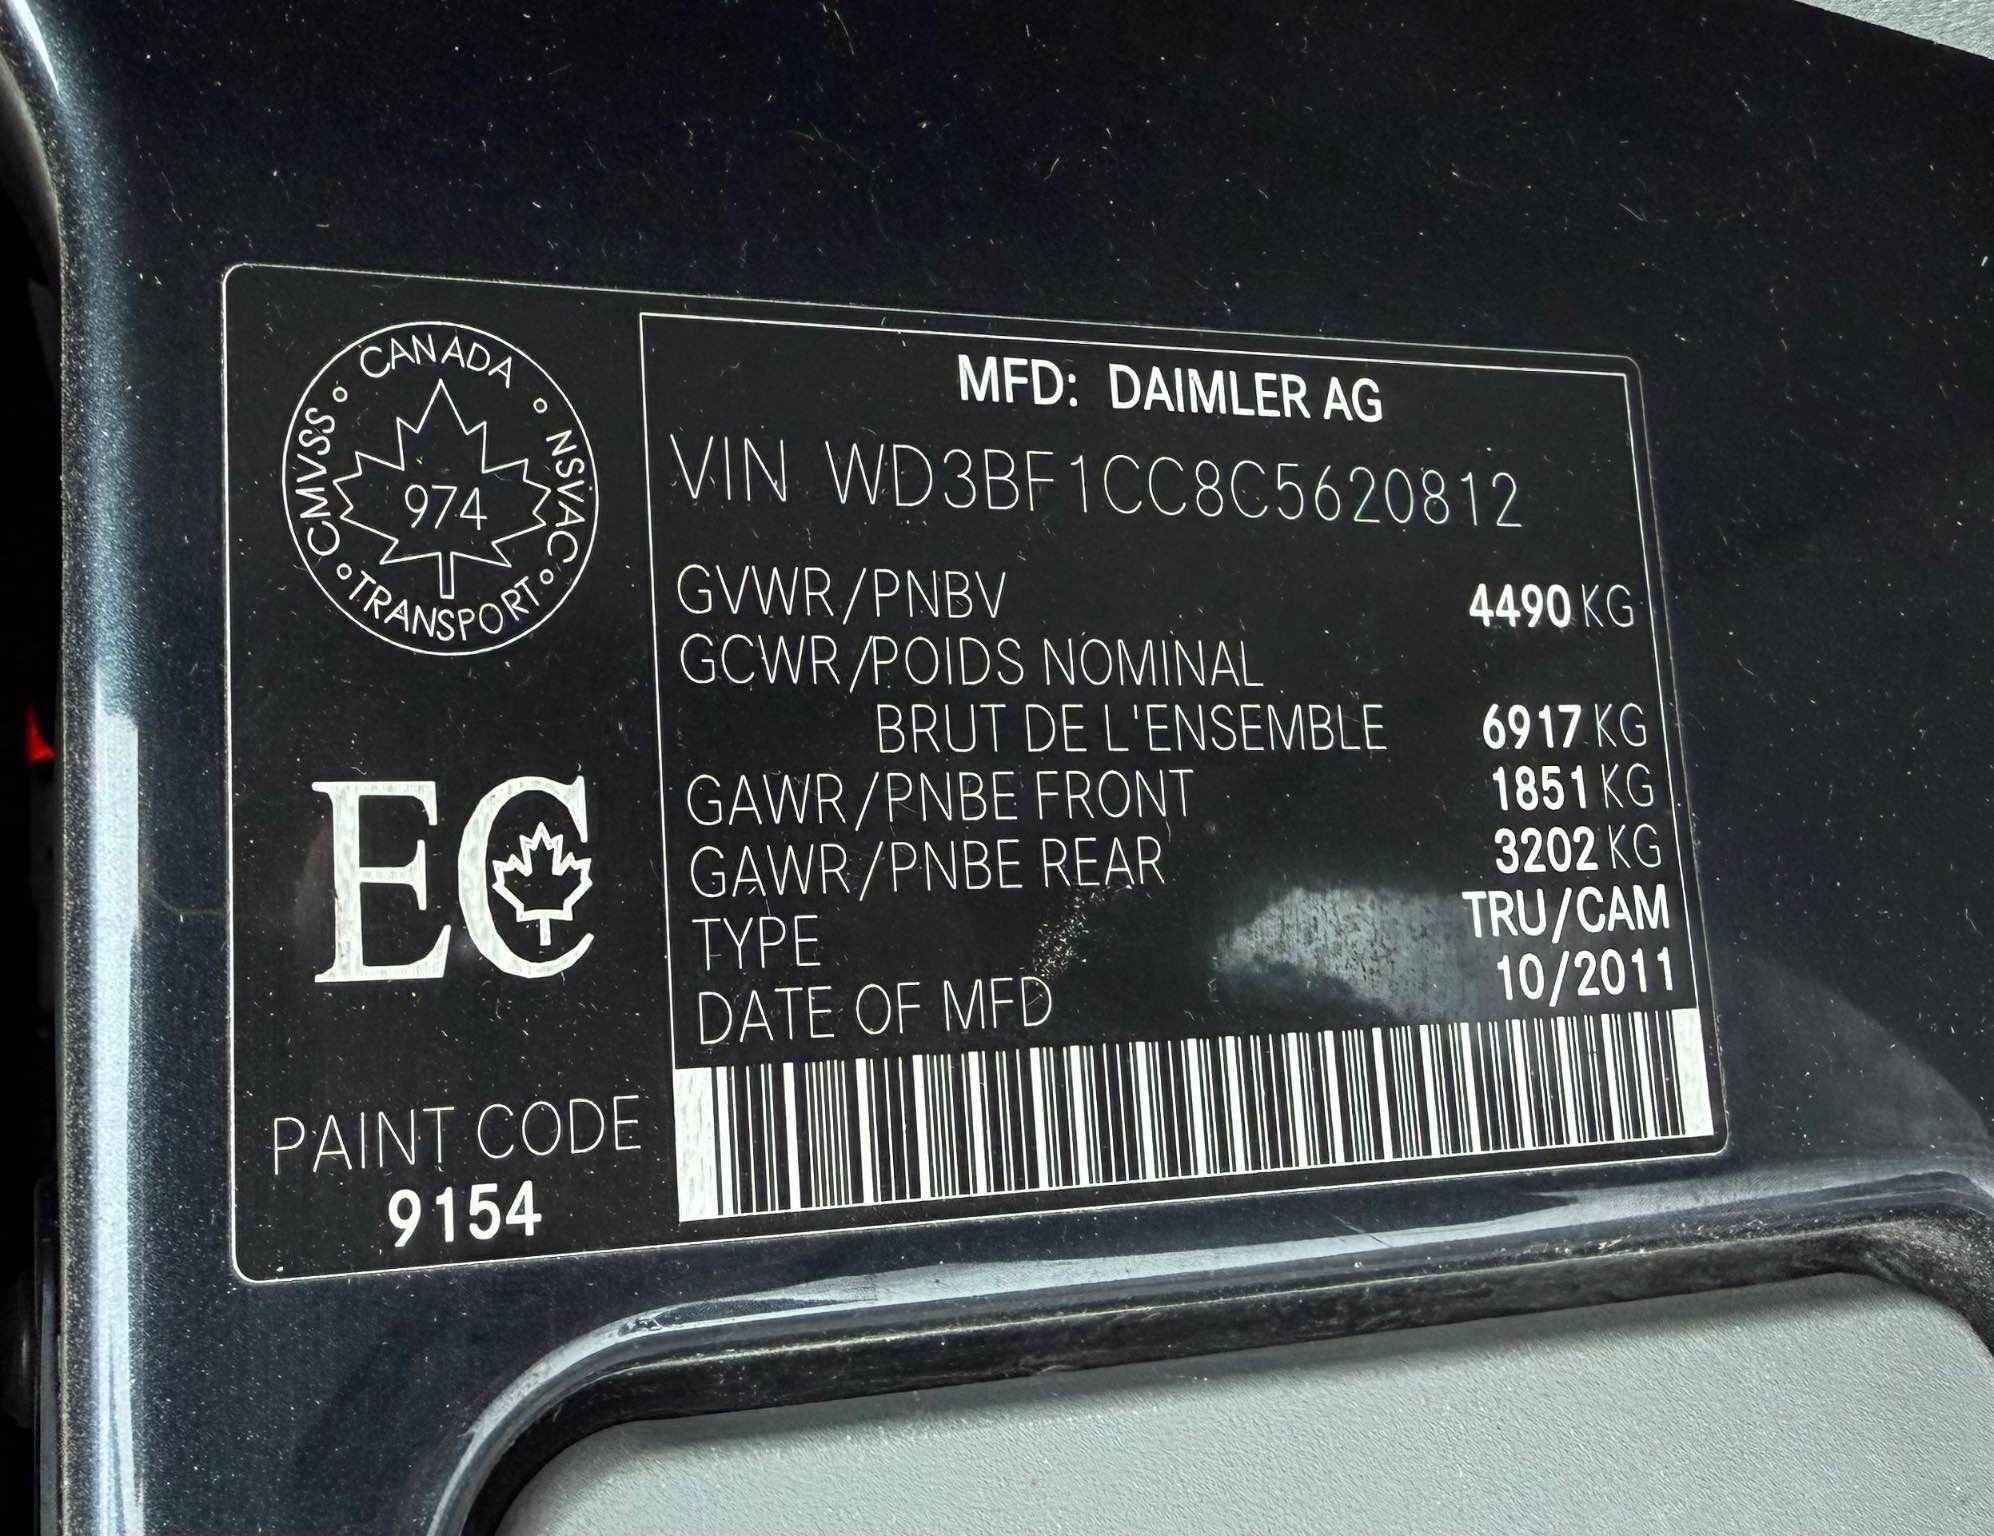 CANADA
CMVSS
NSVAC
974
TRANSPORT
EC
PAINT CODE
9154
MFD: DAIMLER AG
VIN WD3BF1CC8C5620812
GVWR/PNBV 4490 KG
GCWR/POIDS NOMINAL
BRUT DE L'ENSEMBLE 6917 KG
GAWR/PNBE FRONT 1851 KG
GAWR/PNBE REAR 3202 KG
TYPE TRU/CAM
DATE OF MFD 10/2011